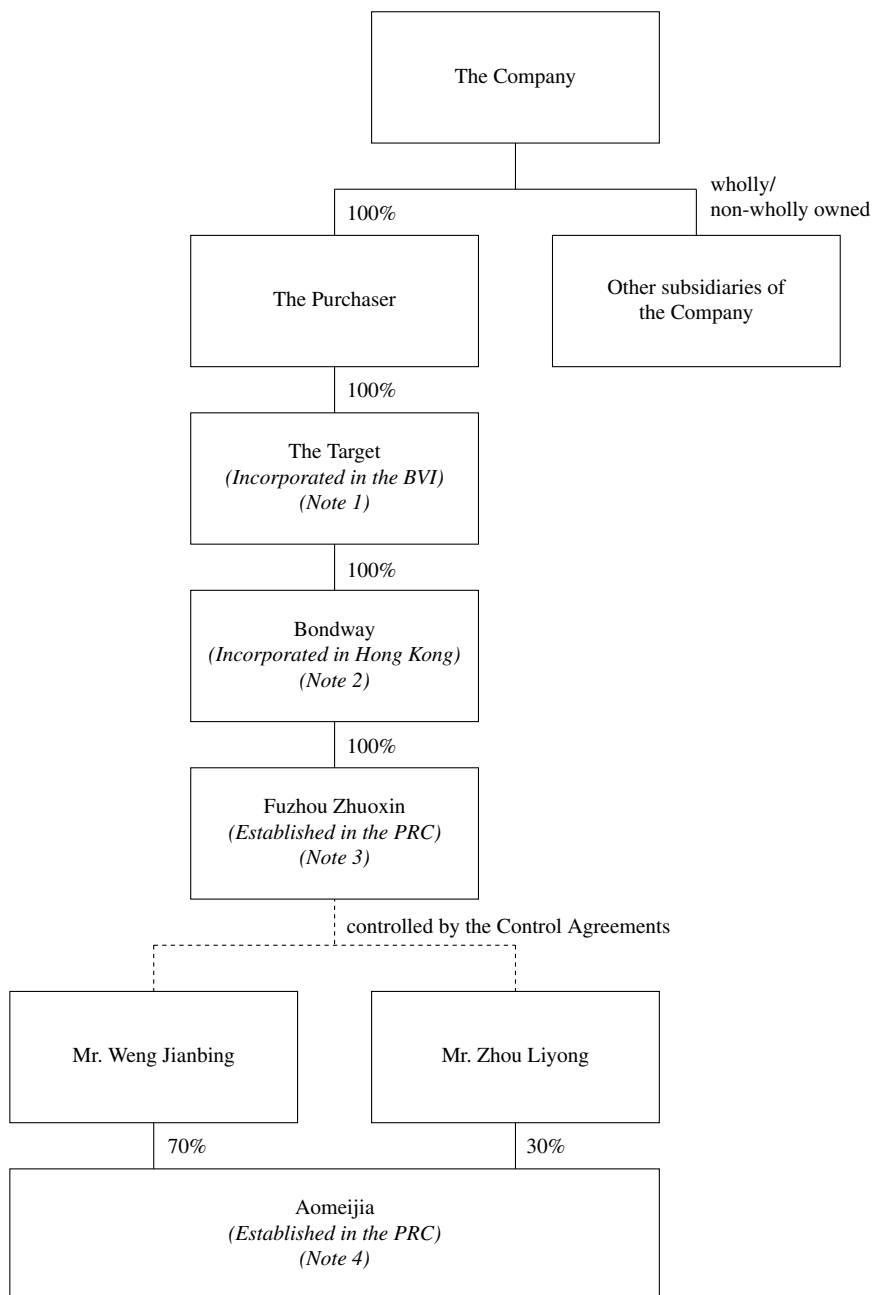 The Company
wholly/
non-wholly owned
100%
The Purchaser
Other subsidiaries of
the Company
100%
The Target
(Incorporated in the BVI)
(Note 1)
100%
Bondway
(Incorporated in Hong Kong)
(Note 2)
100%
Fuzhou Zhuoxin
(Established in the PRC)
(Note 3)
controlled by the Control Agreements
Mr. Weng Jianbing
Mr. Zhou Liyong
70%
30%
Aomeijia
(Established in the PRC)
(Note 4)